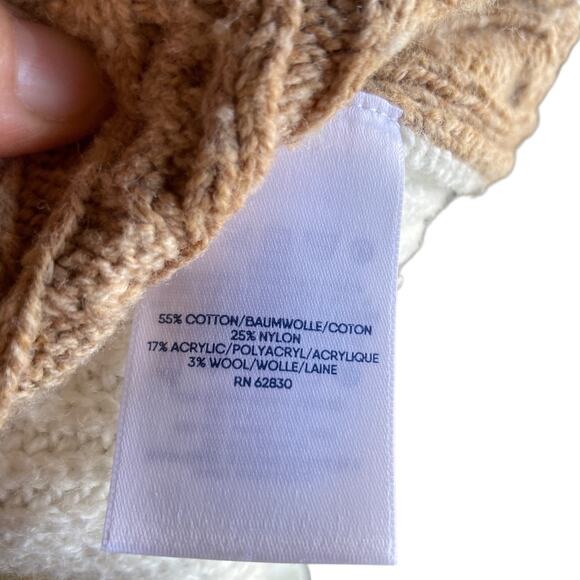 55% COTTON/BAUMWOLLE/COTON
25% NYLON
17% ACRYLIC/POLYACRYL/ACRYLIQUE
3% WOOL/WOLLE/LAINE
RN 62830